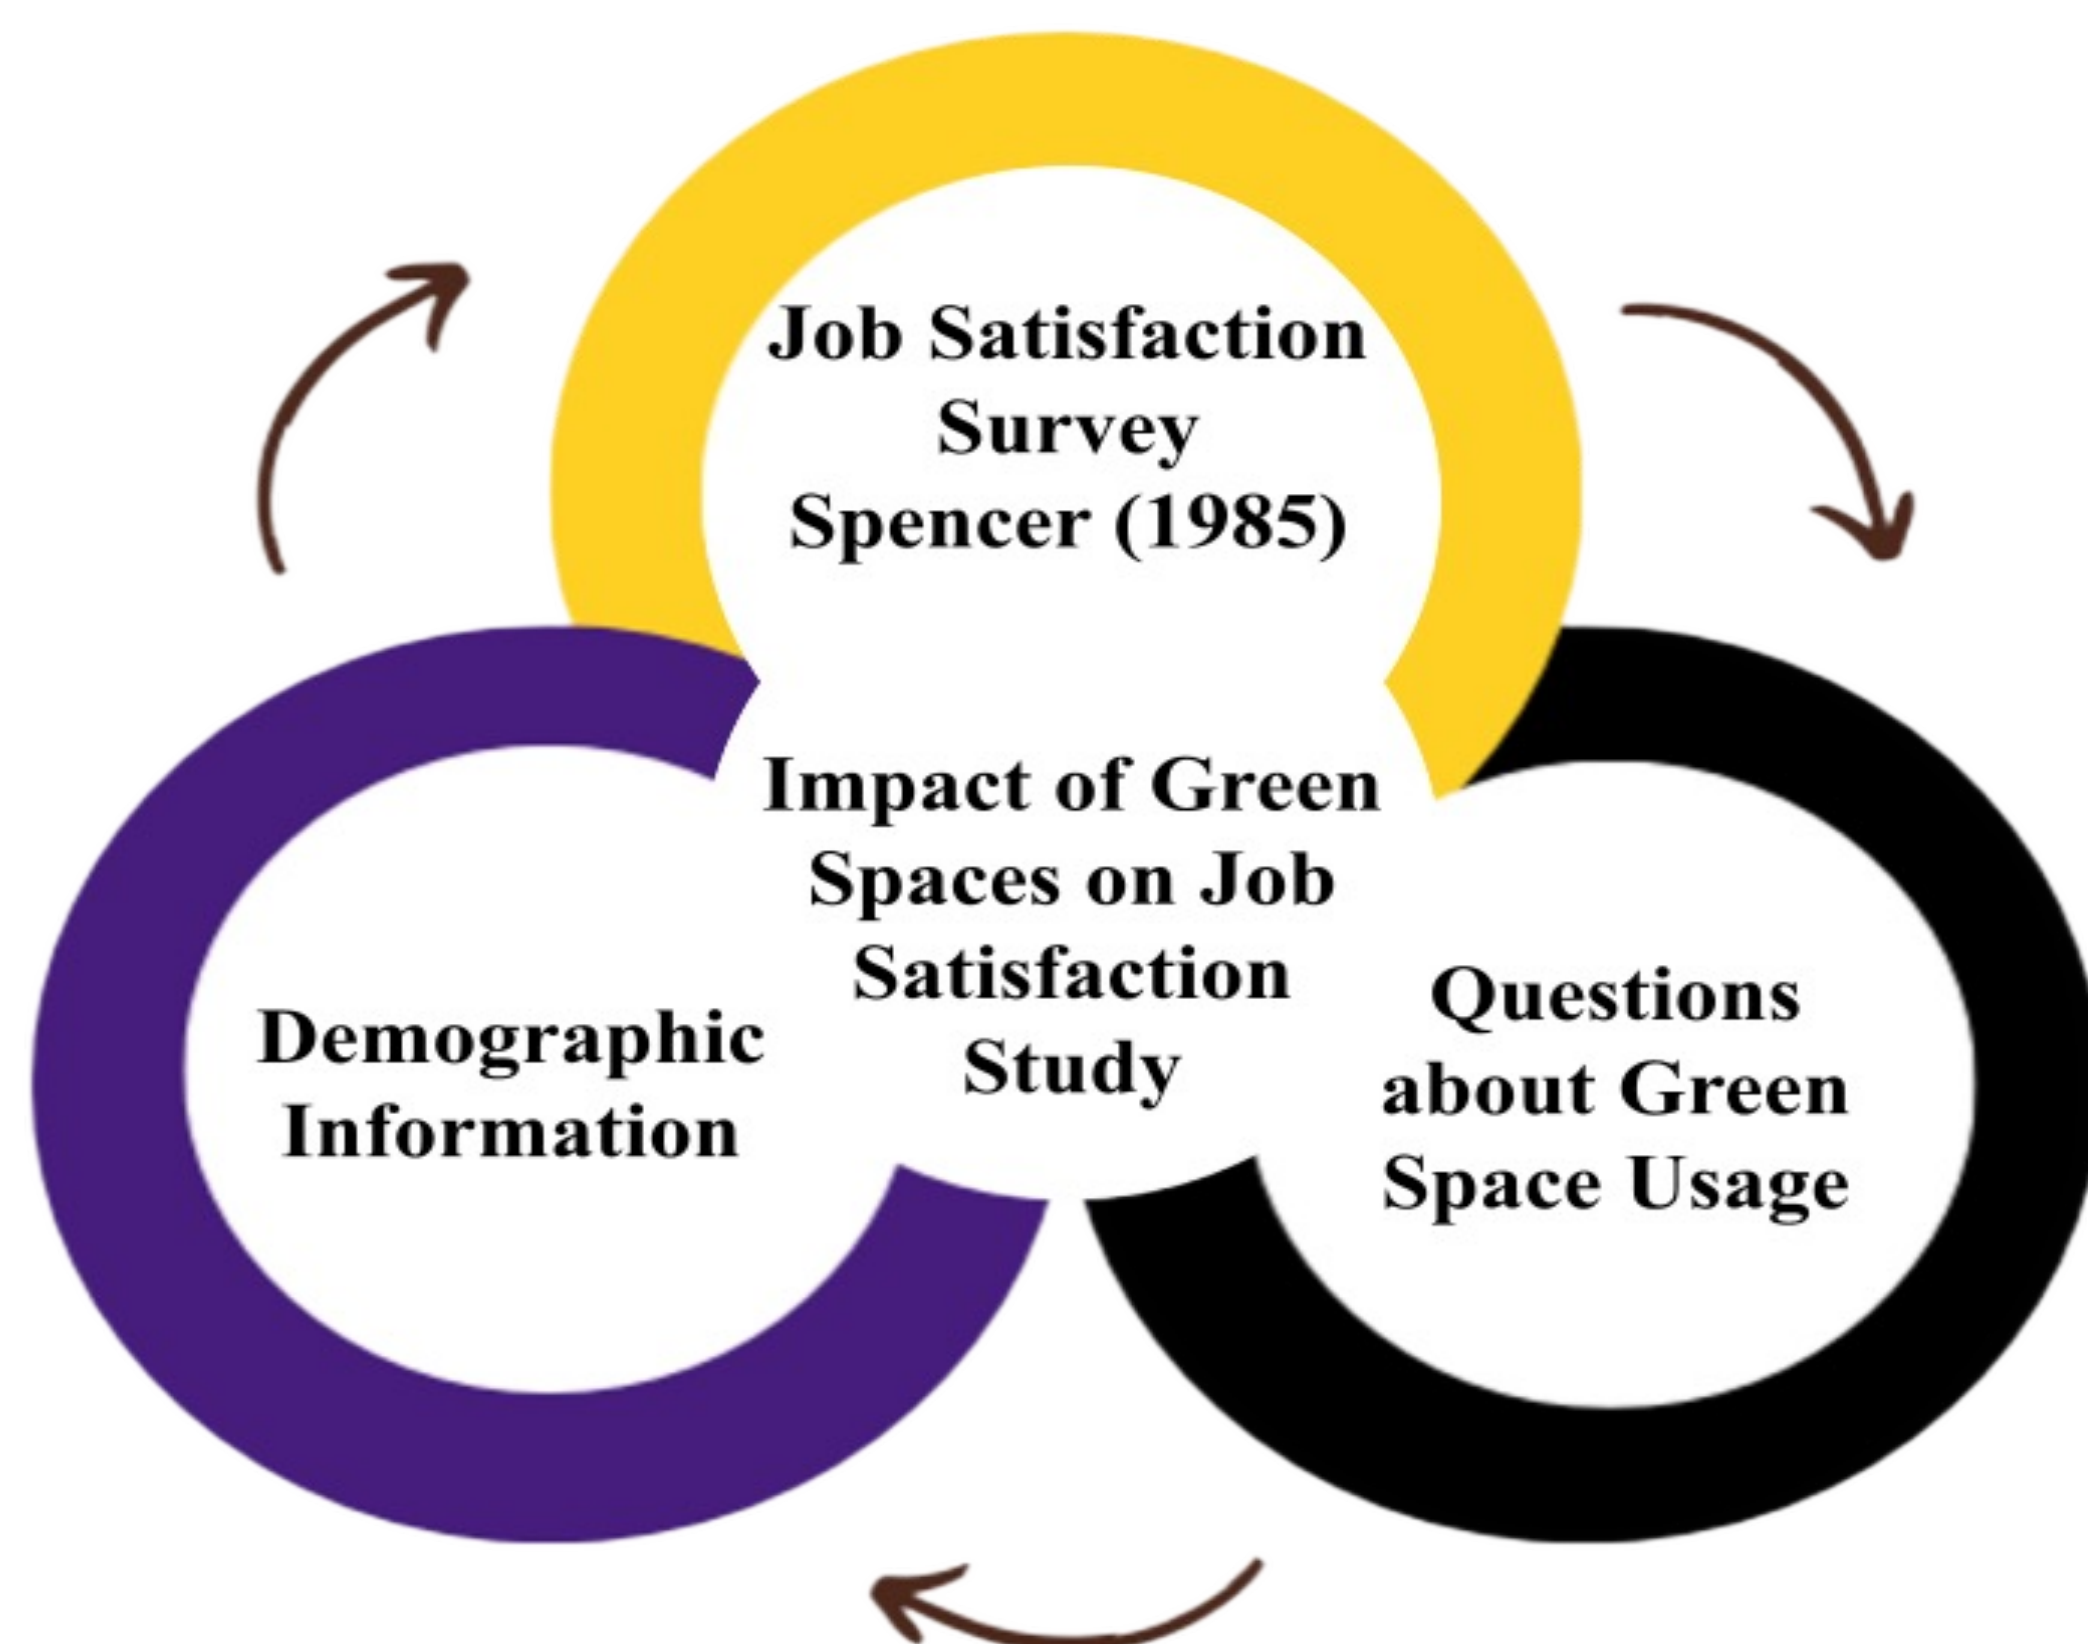 Job Satisfaction
Survey
Spencer (1985)
Impact of Green
Spaces on Job
Satisfaction
Study
Demographic
Information
Questions
about Green
Space Usage